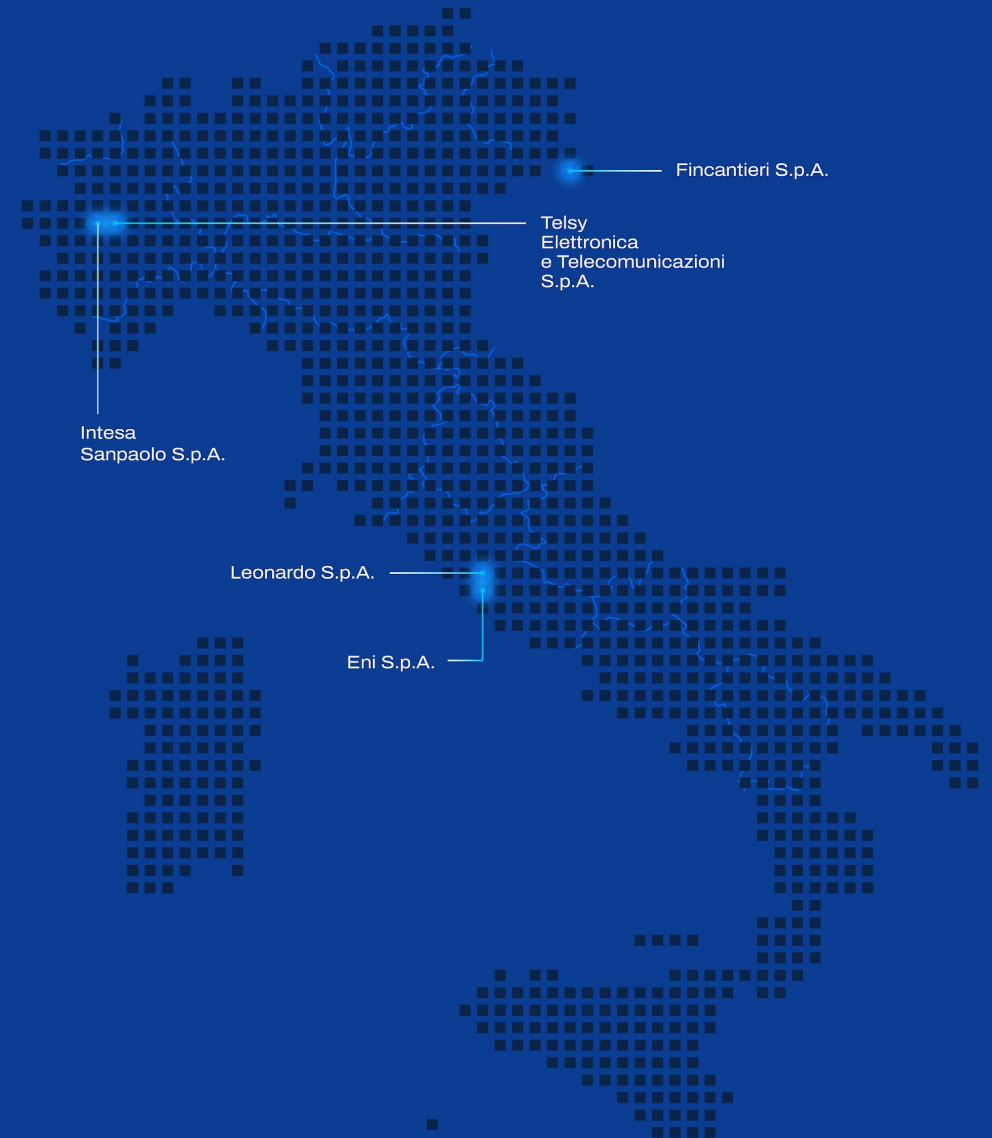 Fincantieri S.p.A.
Telsy
Elettronica
e Telecomunicazioni
S.p.A.
Intesa
Sanpaolo S.p.A.
Leonardo S.p.A.
Eni S.p.A.